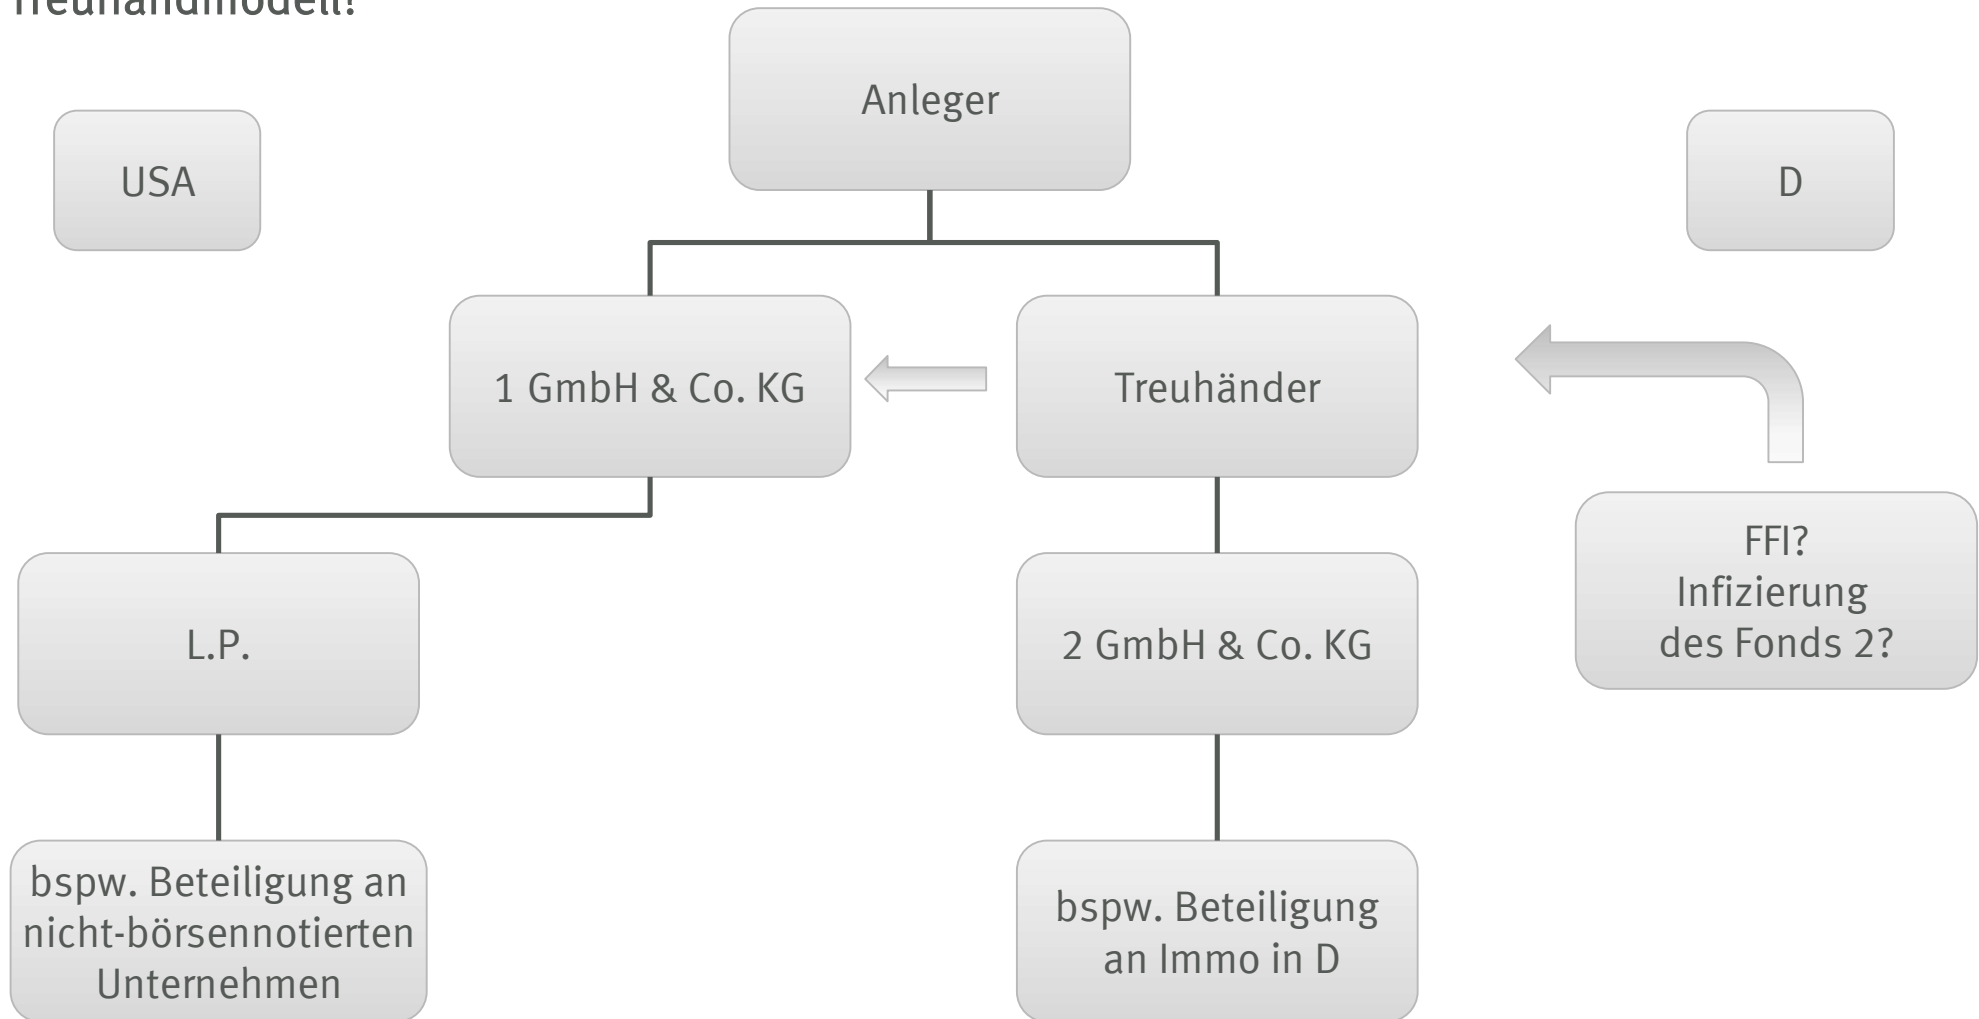 Treuhandmodell!
Anleger
USA
D
1 GmbH & Co. KG
Treuhänder
L.P.
2 GmbH & Co. KG
FFI?
Infizierung
des Fonds 2?
bspw. Beteiligung an
nicht-börsennotierten
Unternehmen
bspw. Beteiligung
an Immo in D